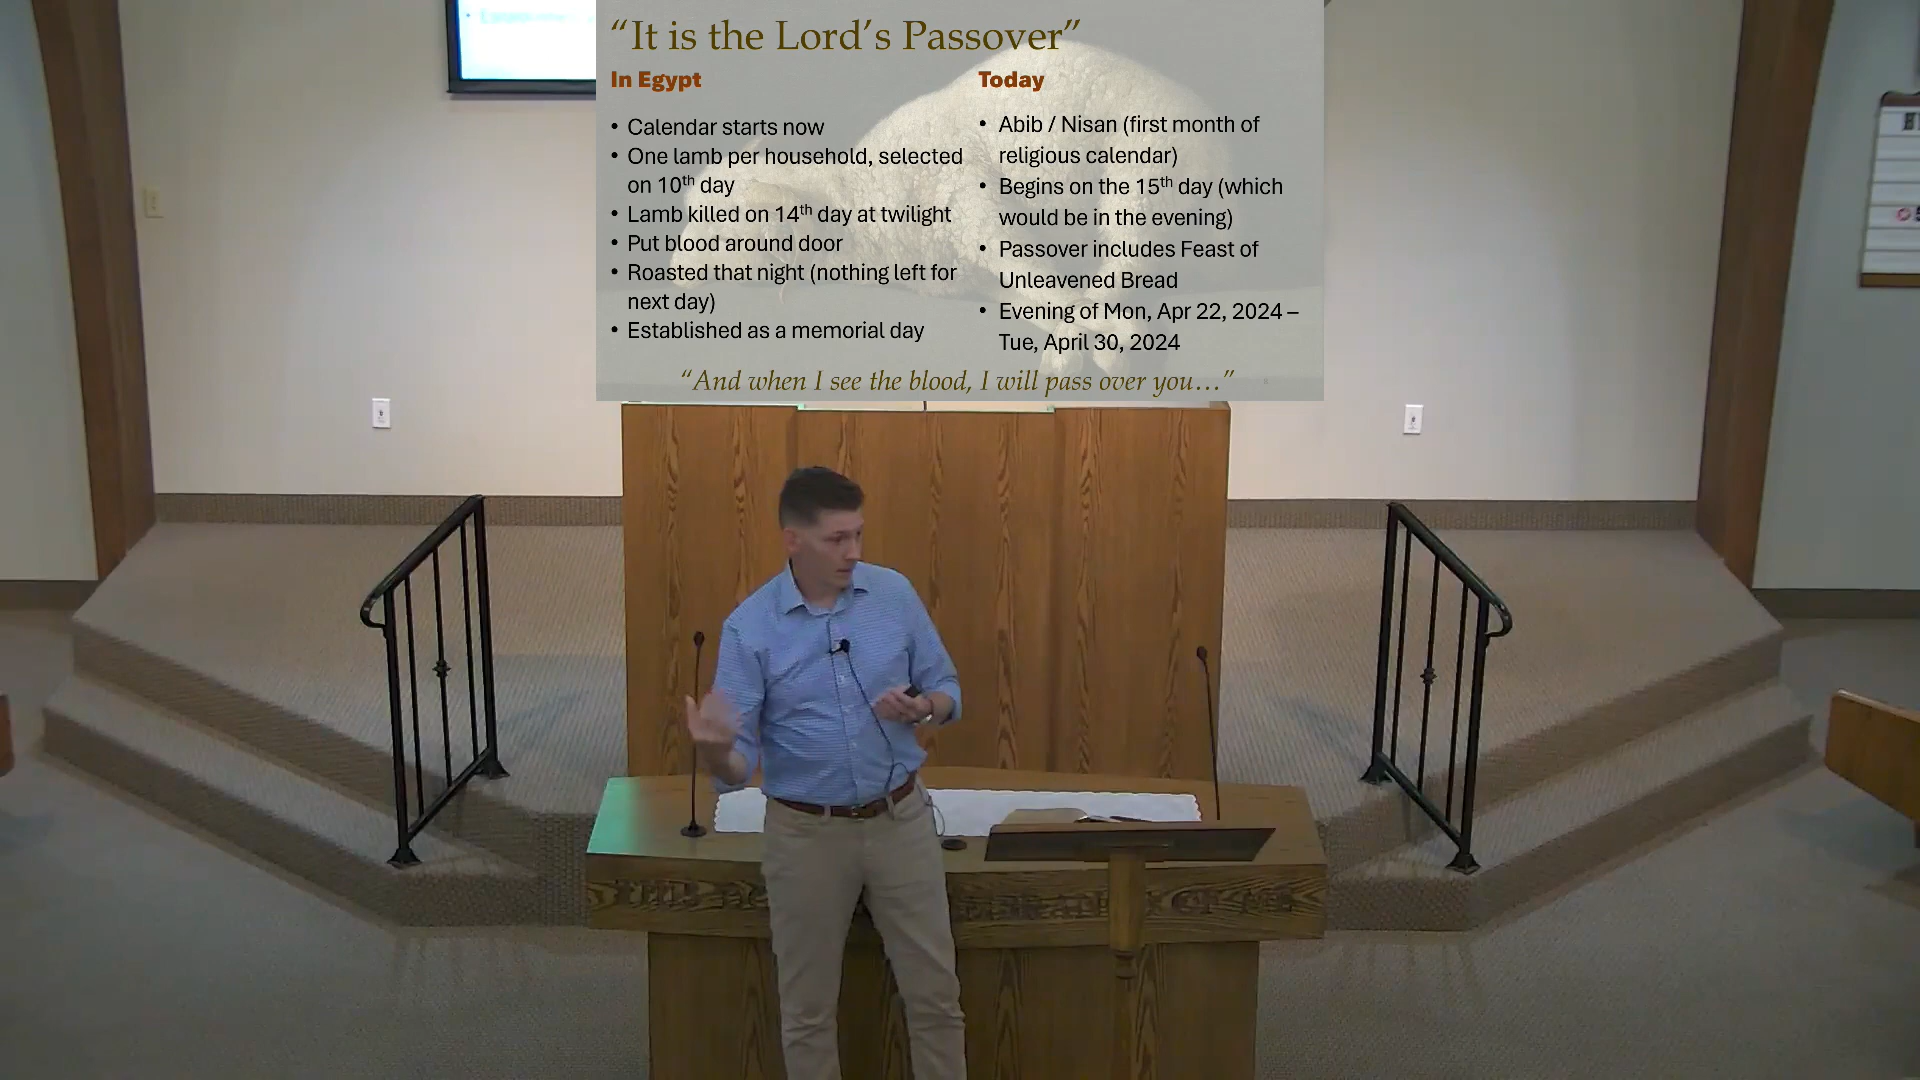 “It is the Lord’s Passover”
In Egypt
• Calendar starts now
• One lamb per household, selected
on 10th day
• Lamb killed on 14th day at twilight
• Put blood around door
• Roasted that night (nothing left for
next day)
• Established as a memorial day
Today
• Abib / Nisan (first month of
religious calendar)
• Begins on the 15th day (which
would be in the evening)
• Passover includes Feast of
Unleavened Bread
• Evening of Mon, Apr 22, 2024 –
Tue, April 30, 2024
“And when I see the blood, I will pass over you…”